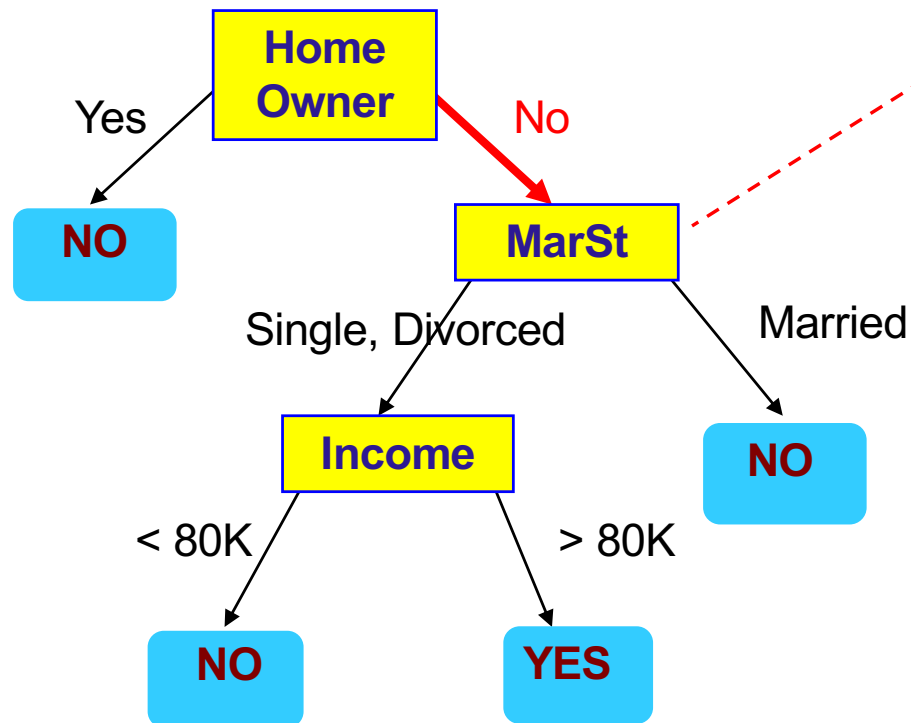 Home
Owner
Yes
No
NO
MarSt
Single, Divorced
Married
Income
NO
< 80K
> 80K
NO
YES